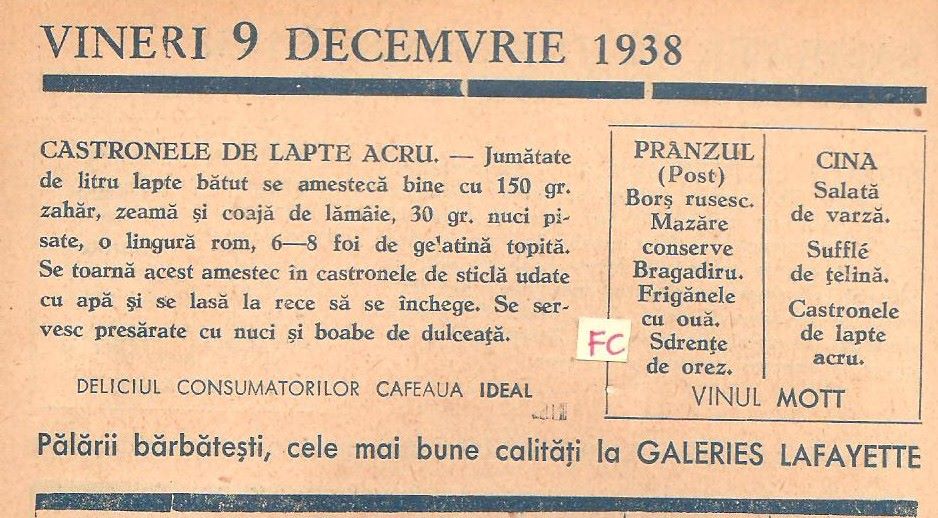 VINERI 9 DECEMVRIE 1938
CASTRONELE DE LAPTE ACRU. — Jumătate
de litru lapte bătut se amestecă bine cu 150 gr.
zahăr, zeamă și coajă de lămâie, 30 gr. nuci pi-
sate, o lingură rom, 6—8 foi de ge'atină topită.
Se toarnă acest amestec în castronele de sticlă udate
cu apă și se lasă la rece să se închege. Se ser-
vesc presărate cu nuci și boabe de dulceață.
DELICIUL CONSUMATORILOR CAFEAUA IDEAL
PRÂNZUL
(Post)
Borș rusesc.
Mazăre
conserve
Bragadiru.
Frigănele
cu ouă.
Sdrențe
de orez.
FC
CINA
Salată
de varză.
Sufflé
de țelină.
Castronele
de lapte
acru.
VINUL MOTT
Pălării bărbătești, cele mai bune calități la GALERIES LAFAYETTE